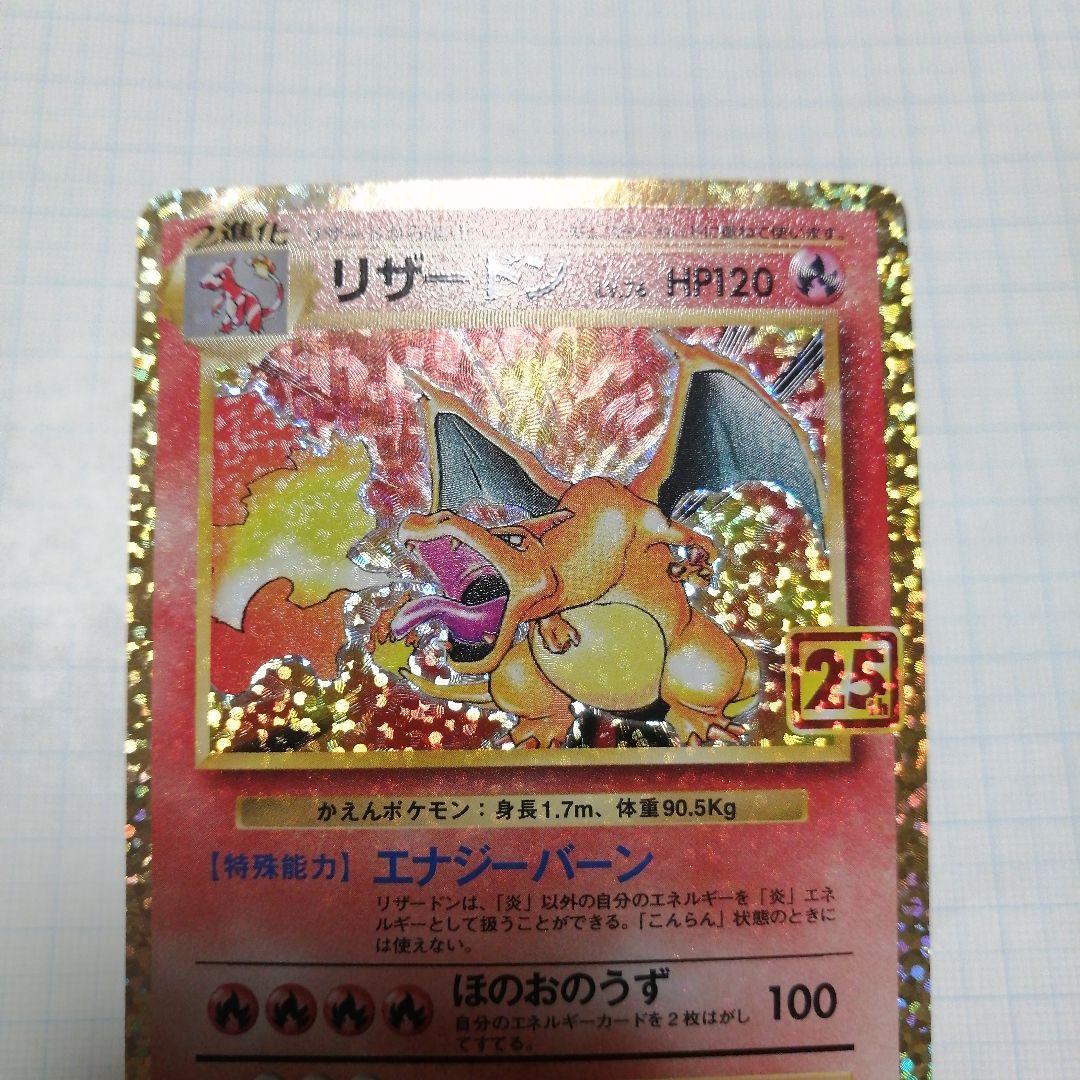 2進化
リザードン LV.76 HP120
25th
かえんポケモン：身長1.7m、体重90.5Kg
【特殊能力】 エナジーバーン
リザードンは、「炎」以外の自分のエネルギーを「炎」エネ
ルギーとして扱うことができる。「こんらん」状態のときに
は使えない。
ほのおのうず 100
自分のエネルギーカードを２枚はがし
てすてる。